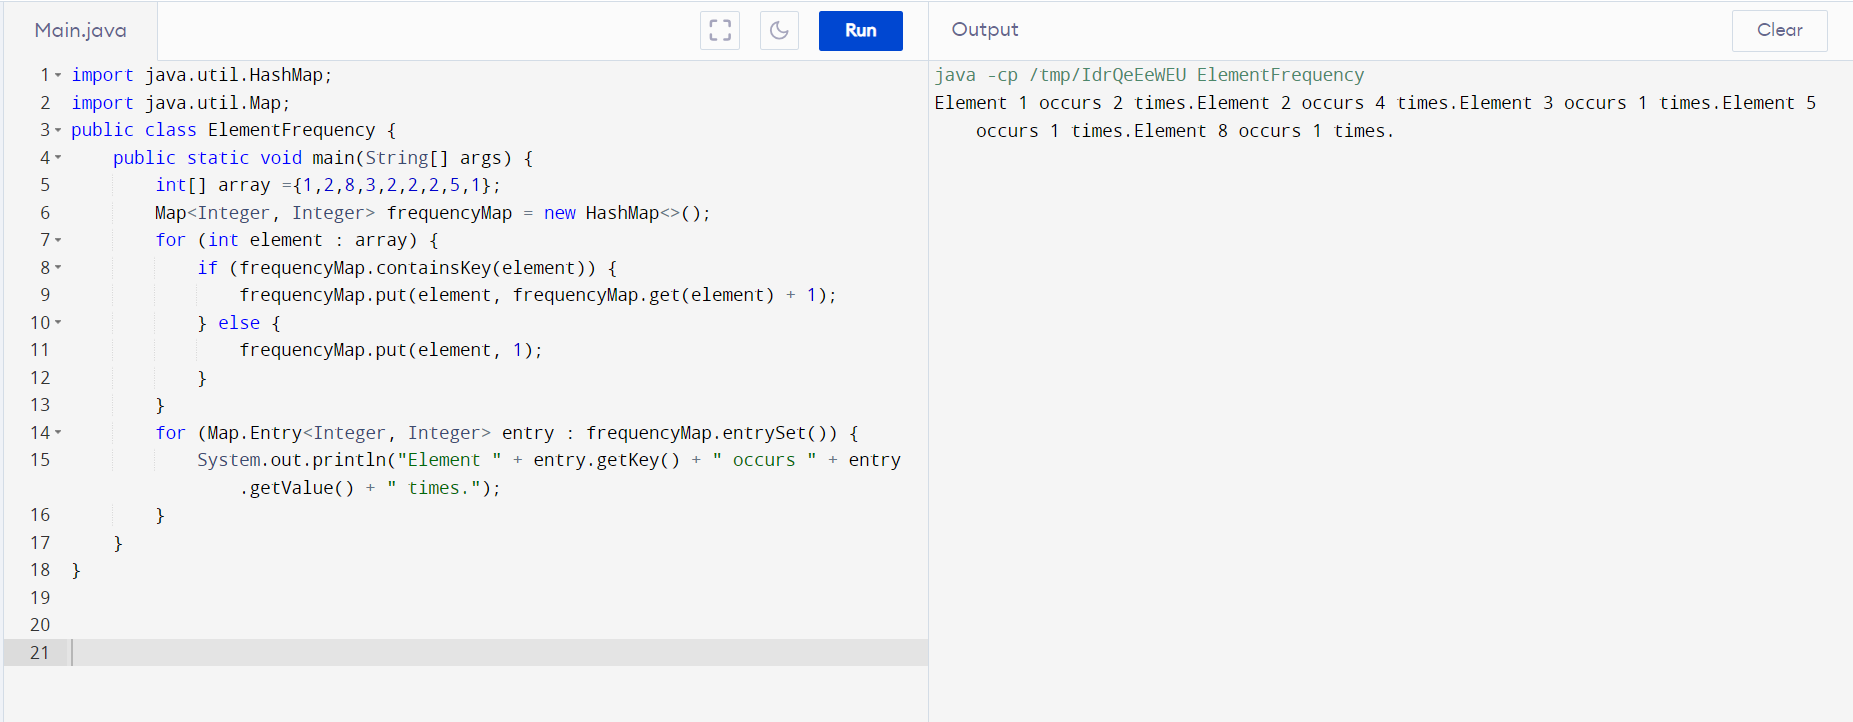 Main.java
Run
Output
Clear
1 import java.util.HashMap;
2 import java.util.Map;
3 public class ElementFrequency {
4     public static void main(String[] args) {
5         int[] array ={1,2,8,3,2,2,2,5,1};
6         Map<Integer, Integer> frequencyMap = new HashMap<>();
7         for (int element : array) {
8             if (frequencyMap.containsKey(element)) {
9                 frequencyMap.put(element, frequencyMap.get(element) + 1);
10             } else {
11                 frequencyMap.put(element, 1);
12             }
13         }
14         for (Map.Entry<Integer, Integer> entry : frequencyMap.entrySet()) {
15             System.out.println("Element " + entry.getKey() + " occurs " + entry
                .getValue() + " times.");
16         }
17     }
18 }
19
20
21
java -cp /tmp/IdrQeEeWEU ElementFrequency
Element 1 occurs 2 times.Element 2 occurs 4 times.Element 3 occurs 1 times.Element 5
    occurs 1 times.Element 8 occurs 1 times.